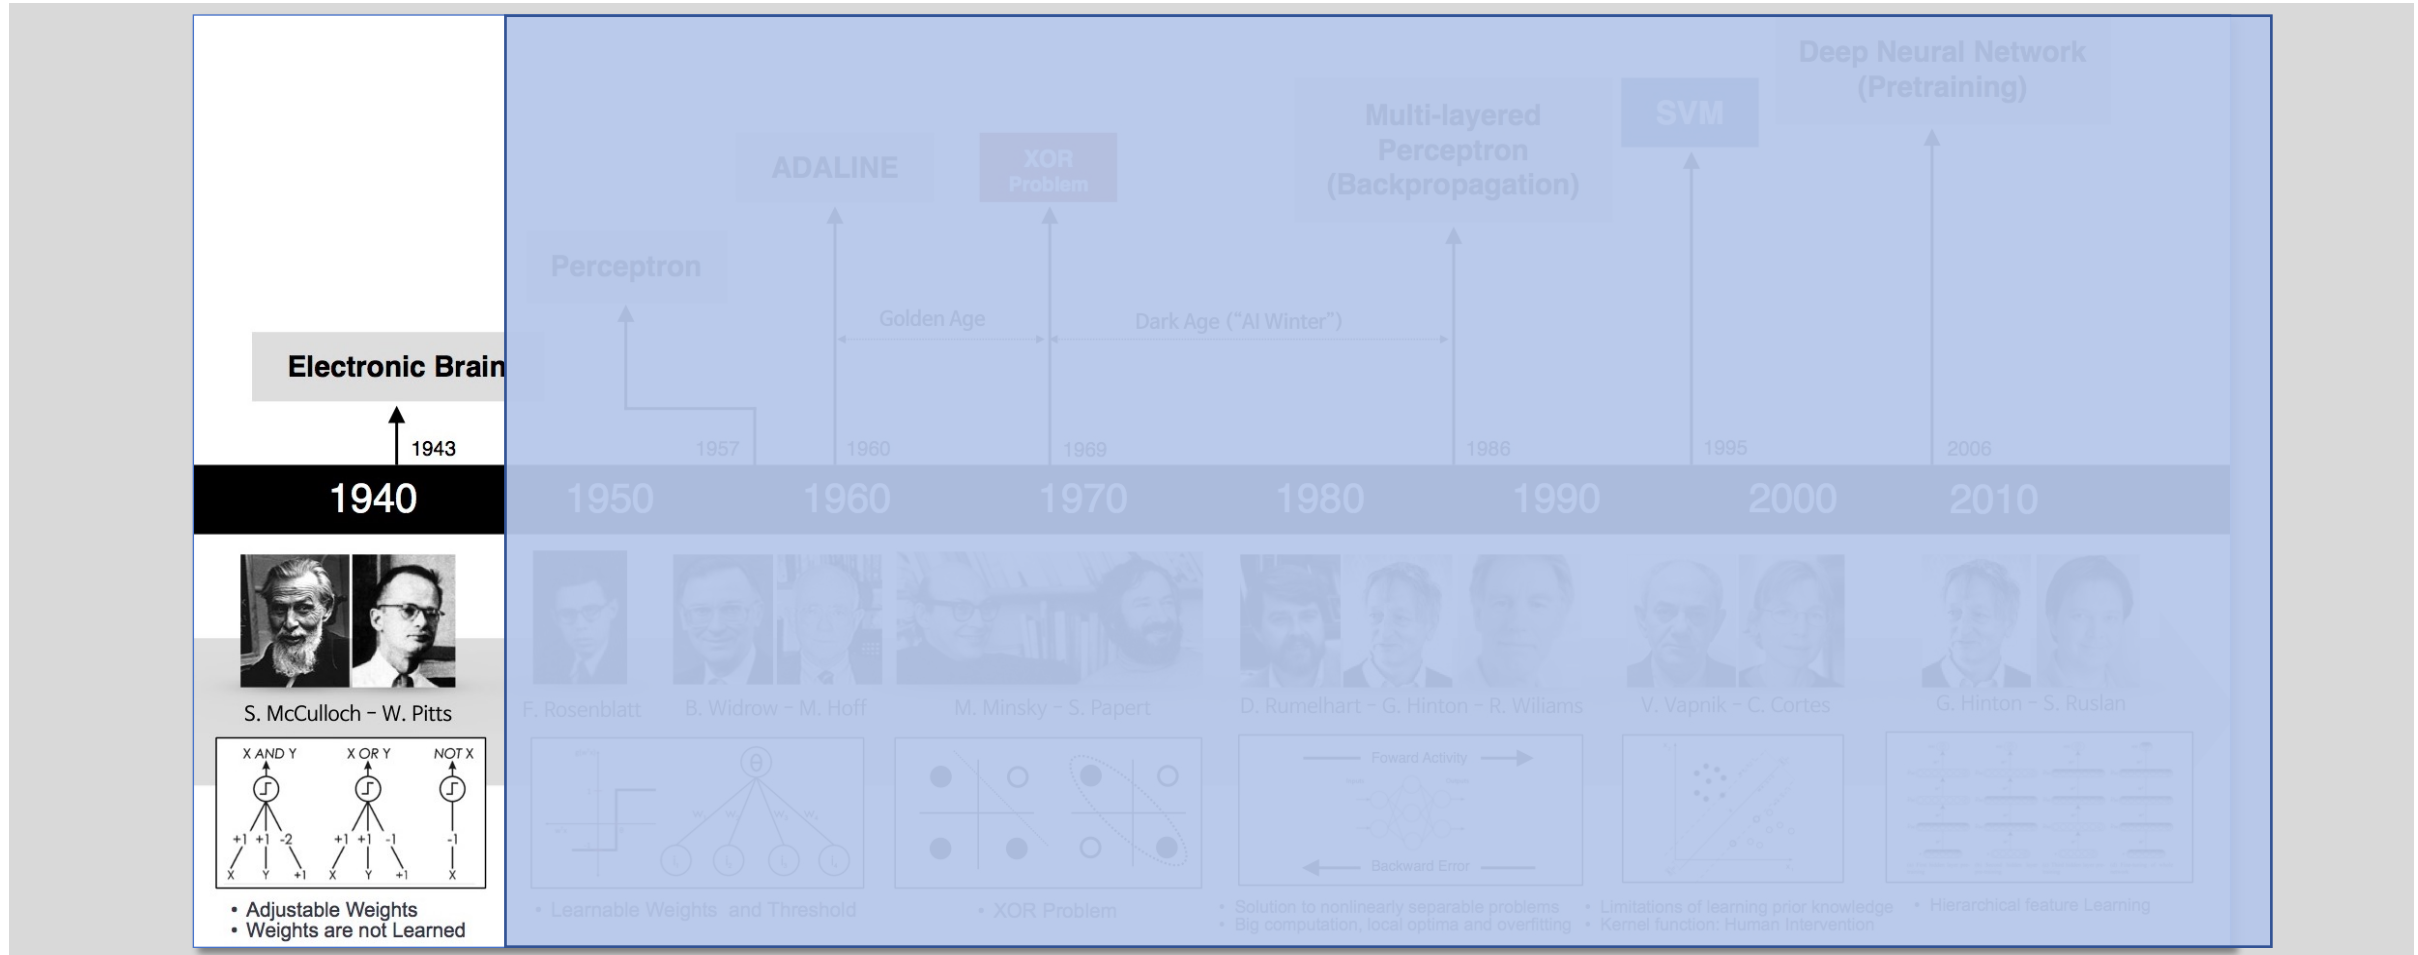 Deep Neural Network
(Pretraining)
Multi-layered
Perceptron
(Backpropagation)
SVM
ADALINE
XOR
Problem
Perceptron
Golden Age
Dark Age ("AI Winter")
Electronic Brain
1943
1957
1960
1969
1986
1995
2006
1940
1950
1960
1970
1980
1990
2000
2010
S. McCulloch – W. Pitts
F. Rosenblatt
B. Widrow – M. Hoff
M. Minsky – S. Papert
D. Rumelhart – G. Hinton – R. Wiliams
V. Vapnik – C. Cortes
G. Hinton – S. Ruslan
X AND Y
X OR Y
NOT X
+1 +1 -2
+1 +1 -1
-1
X Y +1
X Y +1
X
θ
Foward Activity
Backward Error
• Adjustable Weights
• Weights are not Learned
• Learnable Weights and Threshold
• XOR Problem
• Solution to nonlinearly separable problems
• Big computation, local optima and overfitting
• Limitations of learning prior knowledge
• Kernel function: Human Intervention
• Hierarchical feature Learning